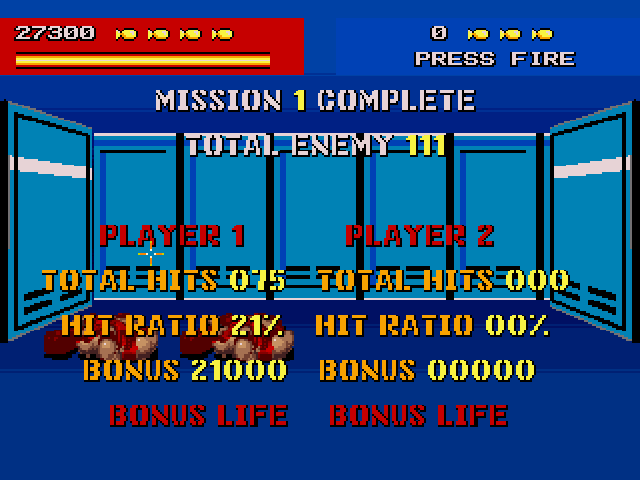 27300 0
PRESS FIRE
MISSION 1 COMPLETE
TOTAL ENEMY 111
PLAYER 1 PLAYER 2
TOTAL HITS 075 TOTAL HITS 000
HIT RATIO 21% HIT RATIO 00%
BONUS 21000 BONUS 00000
BONUS LIFE BONUS LIFE